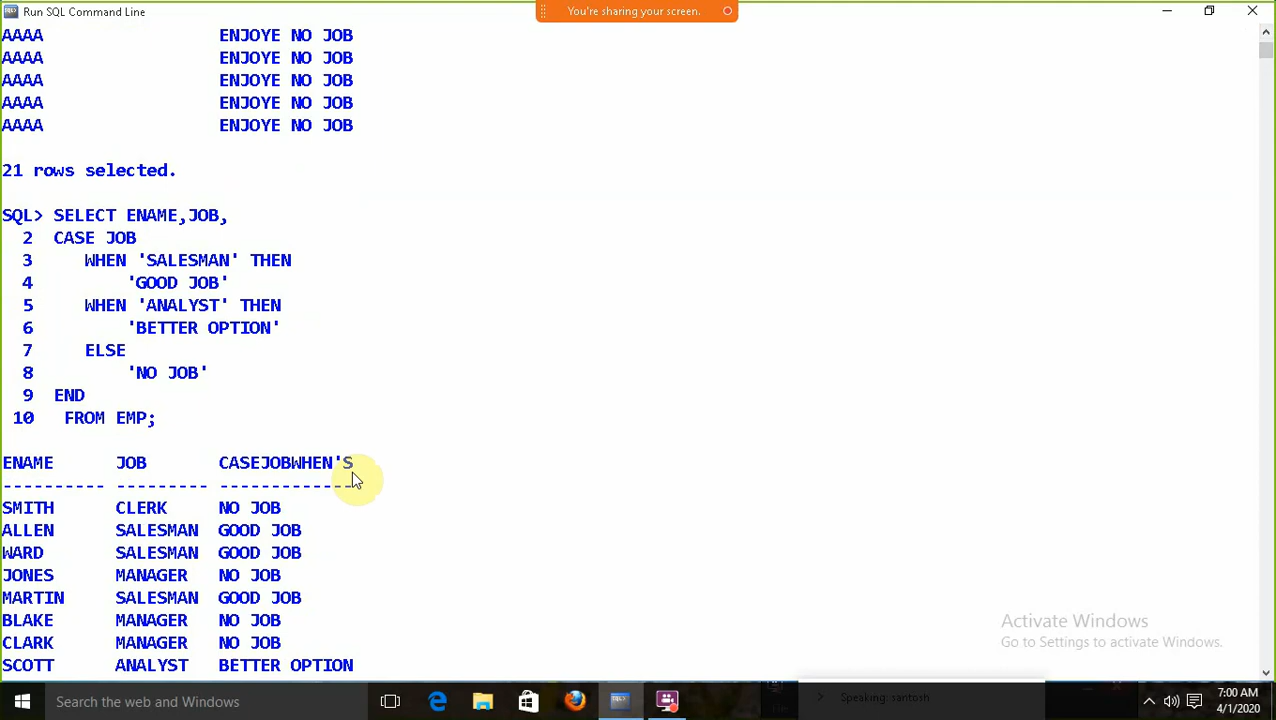 Run SQL Command Line
You're sharing your screen.
AAAA ENJOYE NO JOB
AAAA ENJOYE NO JOB
AAAA ENJOYE NO JOB
AAAA ENJOYE NO JOB
AAAA ENJOYE NO JOB
21 rows selected.
SQL> SELECT ENAME,JOB,
2 CASE JOB
3 WHEN 'SALESMAN' THEN
4 'GOOD JOB'
5 WHEN 'ANALYST' THEN
6 'BETTER OPTION'
7 ELSE
8 'NO JOB'
9 END
10 FROM EMP;
ENAME JOB CASEJOBWHEN'S
---------- --------- -------------
SMITH CLERK NO JOB
ALLEN SALESMAN GOOD JOB
WARD SALESMAN GOOD JOB
JONES MANAGER NO JOB
MARTIN SALESMAN GOOD JOB
BLAKE MANAGER NO JOB
CLARK MANAGER NO JOB
SCOTT ANALYST BETTER OPTION
Activate Windows
Go to Settings to activate Windows.
Search the web and Windows
Speaking: santosh
7:00 AM
4/1/2020